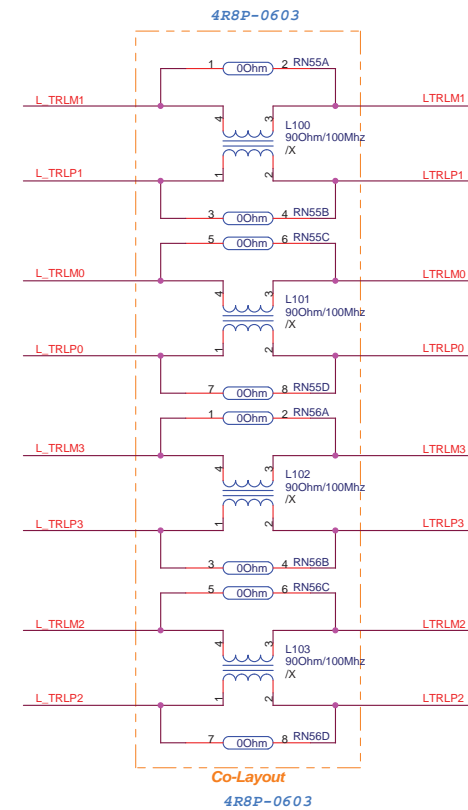 4R8P-0603
1 0Ohm 2 RN55A
L_TRLM1 LTRLM1
4 3 L100
90Ohm/100Mhz
/X
L_TRLP1 1 2 LTRLP1
3 0Ohm 4 RN55B
5 0Ohm 6 RN55C
L_TRLM0 LTRLM0
4 3 L101
90Ohm/100Mhz
/X
L_TRLP0 1 2 LTRLP0
7 0Ohm 8 RN55D
1 0Ohm 2 RN56A
L_TRLM3 LTRLM3
4 3 L102
90Ohm/100Mhz
/X
L_TRLP3 1 2 LTRLP3
3 0Ohm 4 RN56B
5 0Ohm 6 RN56C
L_TRLM2 LTRLM2
4 3 L103
90Ohm/100Mhz
/X
L_TRLP2 1 2 LTRLP2
7 0Ohm 8 RN56D
Co-Layout
4R8P-0603